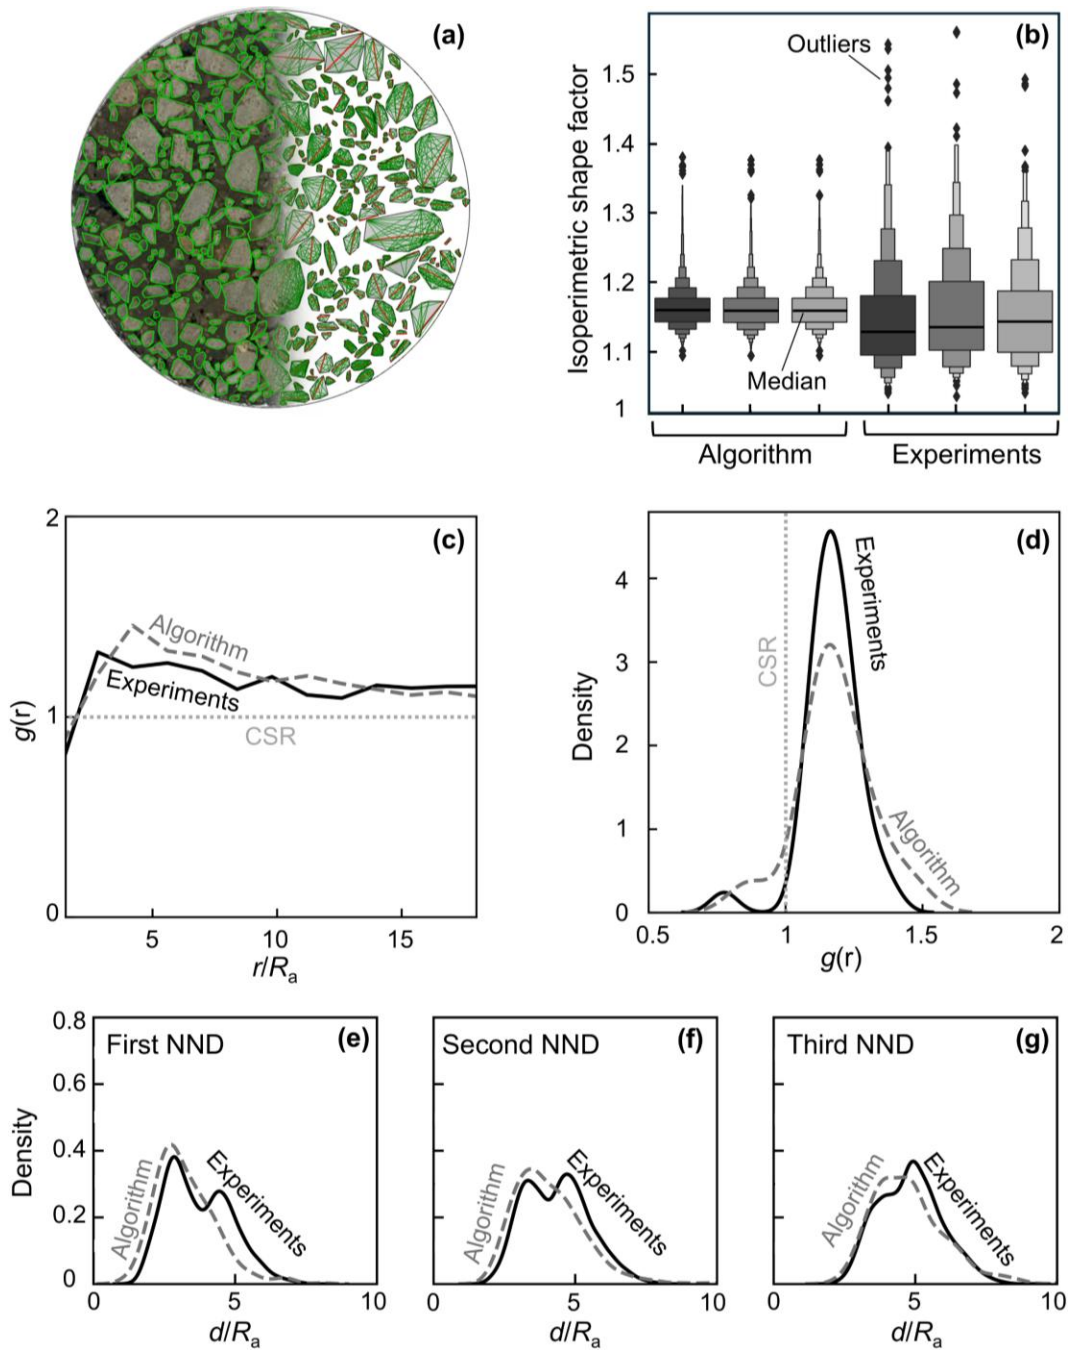 (a)
(b)
Outliers
Isoperimetric shape factor
1.5
1.4
1.3
1.2
1.1
1
Median
Algorithm
Experiments
(c)
2
1
0
g(r)
Algorithm
Experiments
CSR
5
10
15
r/Ra
(d)
4
3
2
1
0
Density
CSR
Experiments
Algorithm
0.5
1
1.5
2
g(r)
(e)
First NND
0.8
0.6
0.4
0.2
0
Density
Algorithm
Experiments
0
5
10
d/Ra
(f)
Second NND
Algorithm
Experiments
0
5
10
d/Ra
(g)
Third NND
Algorithm
Experiments
0
5
10
d/Ra